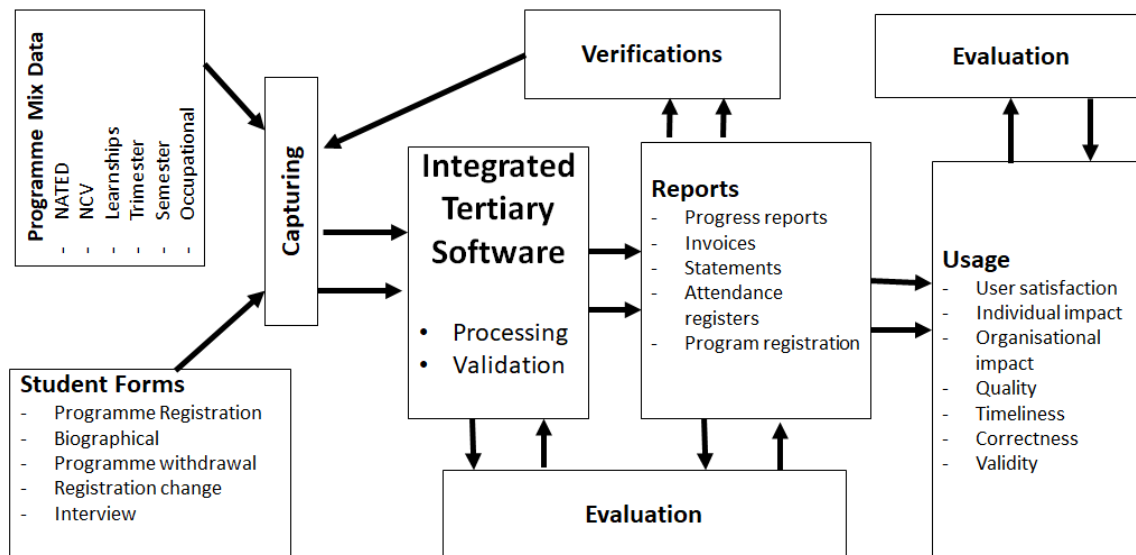 Programme Mix Data
- NATED
- NCV
- Learnships
- Trimester
- Semester
- Occupational
Student Forms
- Programme Registration
- Biographical
- Programme withdrawal
- Registration change
- Interview
Capturing
Verifications
Integrated
Tertiary
Software
• Processing
• Validation
Reports
- Progress reports
- Invoices
- Statements
- Attendance
registers
- Program registration
Evaluation
Evaluation
Usage
- User satisfaction
- Individual impact
- Organisational
impact
- Quality
- Timeliness
- Correctness
- Validity